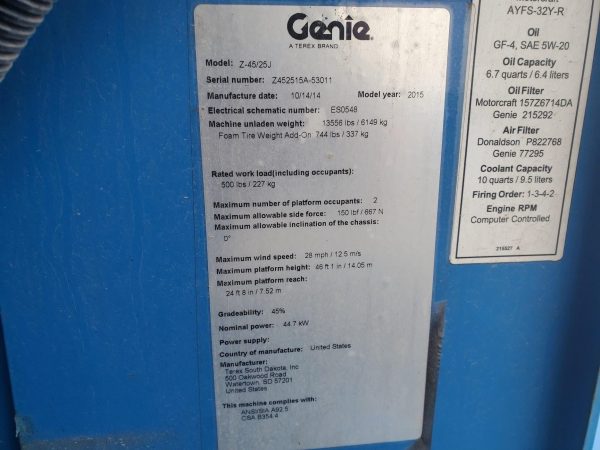 Genie
A TEREX BRAND
Model: Z-45/25J
Serial number: Z452515A-53011
Manufacture date: 10/14/14 Model year: 2015
Electrical schematic number: ES0549
Machine unladen weight: 13556 lbs / 6149 kg
Foam Tire Weight Add-On 744 lbs / 337 kg
Rated work load(including occupants):
500 lbs / 227 kg
Maximum number of platform occupants: 2
Maximum allowable side force: 150 lbf / 667 N
Maximum allowable inclination of the chassis:
0°
Maximum wind speed: 28 mph / 12.5 m/s
Maximum platform height: 46 ft 1 in / 14.05 m
Maximum platform reach:
24 ft 8 in / 7.52 m
Gradeability: 45%
Nominal power: 44.7 kW
Power supply:
Country of manufacture: United States
Manufacturer:
Terex South Dakota, Inc
500 Oakwood Road
Watertown, SD 57201
United States
This machine complies with:
ANSI/SIA A92.5
CSA B354.4
AYFS-32Y-R
Oil
GF-4, SAE 5W-20
Oil Capacity
6.7 quarts / 6.4 liters
Oil Filter
Motorcraft 157Z6714DA
Genie 215292
Air Filter
Donaldson P822768
Genie 77295
Coolant Capacity
10 quarts / 9.5 liters
Firing Order: 1-3-4-2
Engine RPM
Computer Controlled